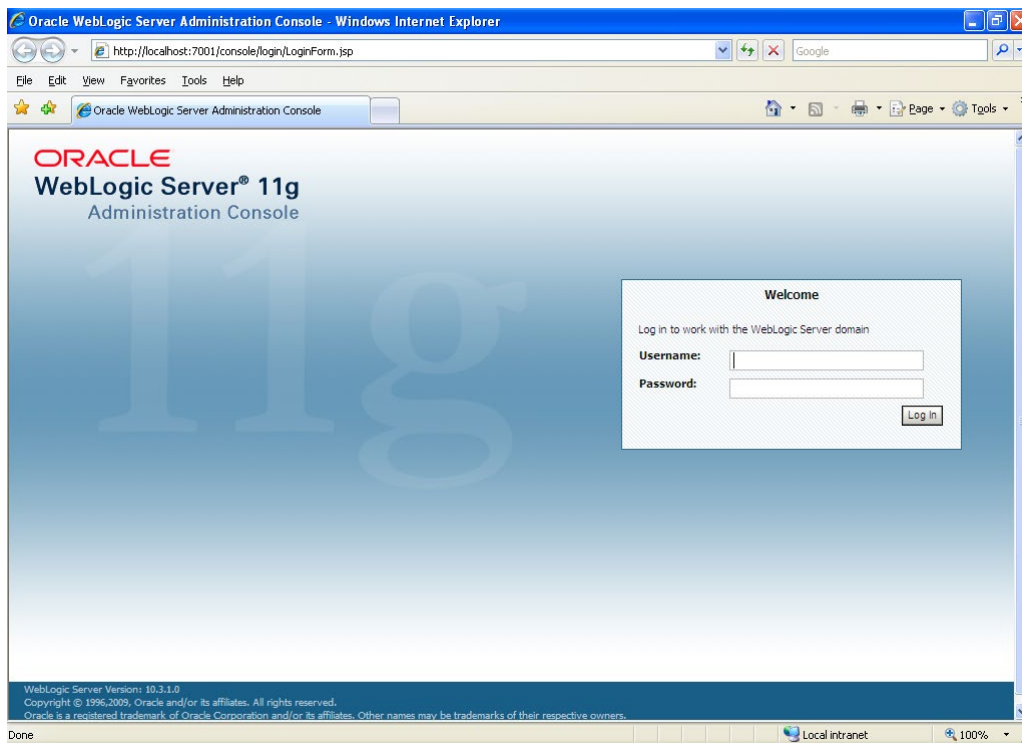 Oracle WebLogic Server Administration Console - Windows Internet Explorer
http://localhost:7001/console/login/LoginForm.jsp
Google
File Edit View Favorites Tools Help
Oracle WebLogic Server Administration Console
Page Tools
ORACLE
WebLogic Server® 11g
Administration Console
11g
Welcome
Log in to work with the WebLogic Server domain
Username:
Password:
Log In
WebLogic Server Version: 10.3.1.0
Copyright © 1996,2009, Oracle and/or its affiliates. All rights reserved.
Oracle is a registered trademark of Oracle Corporation and/or its affiliates. Other names may be trademarks of their respective owners.
Done Local intranet 100%